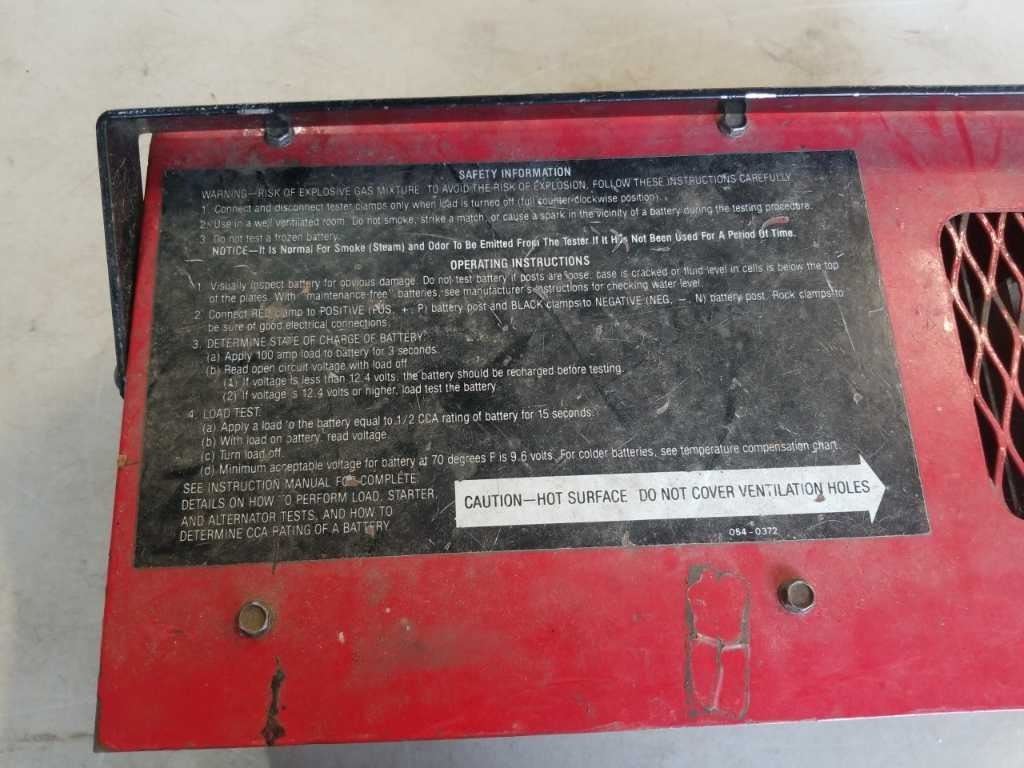 SAFETY INFORMATION
WARNING—RISK OF EXPLOSIVE GAS MIXTURE. TO AVOID THE RISK OF EXPLOSION, FOLLOW THESE INSTRUCTIONS CAREFULLY.
1. Connect and disconnect tester clamps only when load is turned off (full counter-clockwise position).
2. Use in a well ventilated room. Do not smoke, strike a match, or cause a spark in the vicinity of a battery during the testing procedure.
3. Do not test a frozen battery.
NOTICE—It Is Normal For Smoke (Steam) and Odor To Be Emitted From The Tester If It Has Not Been Used For A Period Of Time.
OPERATING INSTRUCTIONS
1. Visually inspect battery for obvious damage. Do not test battery if posts are loose, case is cracked or fluid level in cells is below the top
of the plates. With "maintenance-free" batteries, see manufacturer's instructions for checking water level.
2. Connect RED clamp to POSITIVE (POS, +, P) battery post and BLACK clamps to NEGATIVE (NEG, −, N) battery post. Rock clamps to
be sure of good electrical connections.
3. DETERMINE STATE OF CHARGE OF BATTERY:
(a) Apply 100 amp load to battery for 3 seconds.
(b) Read open circuit voltage with load off.
(1) If voltage is less than 12.4 volts, the battery should be recharged before testing.
(2) If voltage is 12.4 volts or higher, load test the battery.
4. LOAD TEST:
(a) Apply a load to the battery equal to 1/2 CCA rating of battery for 15 seconds.
(b) With load on battery, read voltage.
(c) Turn load off.
(d) Minimum acceptable voltage for battery at 70 degrees F is 9.6 volts. For colder batteries, see temperature compensation chart.
SEE INSTRUCTION MANUAL FOR COMPLETE
DETAILS ON HOW TO PERFORM LOAD, STARTER,
AND ALTERNATOR TESTS, AND HOW TO
DETERMINE CCA RATING OF A BATTERY.
CAUTION—HOT SURFACE DO NOT COVER VENTILATION HOLES
054-0372